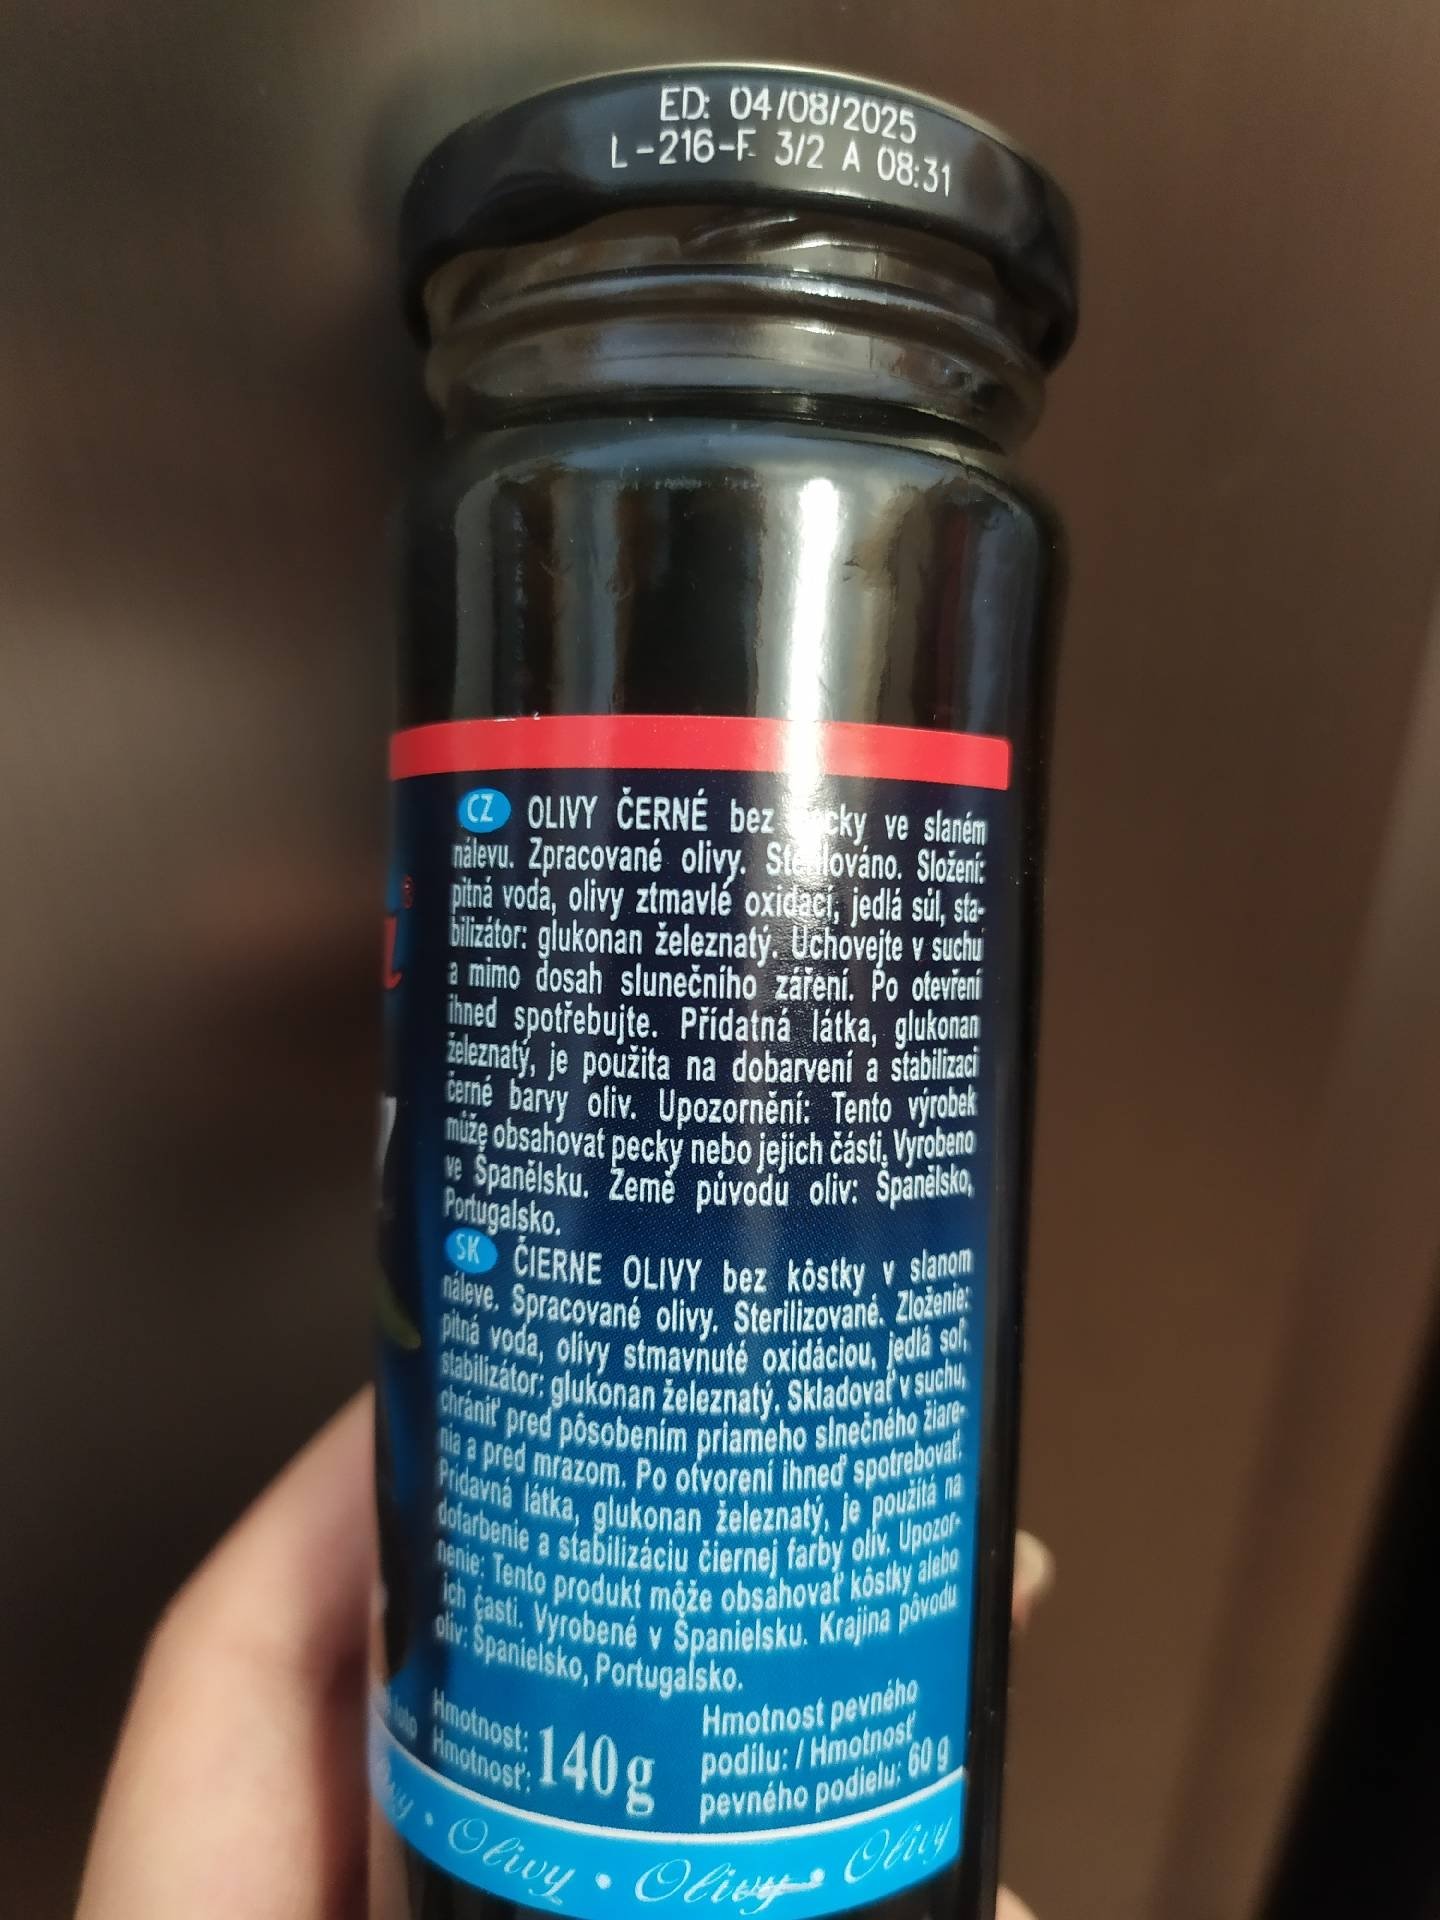 ED: 04/08/2025
L-216-F 3/2 A 08:31
CZ OLIVY ČERNÉ bez ve slaném
nálevu. Zpracované olivy. Složení:
pitná voda, olivy ztmavlé oxidací, jedlá sůl, sta-
bilizátor: glukonan železnatý. Uchovejte v suchu
a mimo dosah slunečního záření. Po otevření
ihned spotřebujte. Přídatná látka, glukonan
železnatý, je použita na dobarvení a stabilizaci
černé barvy oliv. Upozornění: Tento výrobek
může obsahovat pecky nebo jejich části. Vyrobeno
ve Španělsku. Země původu oliv: Španělsko,
Portugalsko.
SK ČIERNE OLIVY bez kôstky v slanom
náleve. Spracované olivy. Sterilizované. Zloženie:
pitná voda, olivy stmavnuté oxidáciou, jedlá soľ,
stabilizátor: glukonan železnatý. Skladovať v suchu,
chrániť pred pôsobením priameho slnečného žiare-
nia a pred mrazom. Po otvorení ihneď spotrebovať.
Prídavná látka, glukonan železnatý, je použitá na
dofarbenie a stabilizáciu čiernej farby olív. Upozor-
nenie: Tento produkt môže obsahovať kôstky alebo
ich časti. Vyrobené v Španielsku. Krajina pôvodu
oliv: Španielsko, Portugalsko.
Hmotnost:
Hmotnosť: 140 g
Hmotnost pevného
podílu: / Hmotnosť
pevného podielu: 60 g
Olivy • Olivy • Olivy